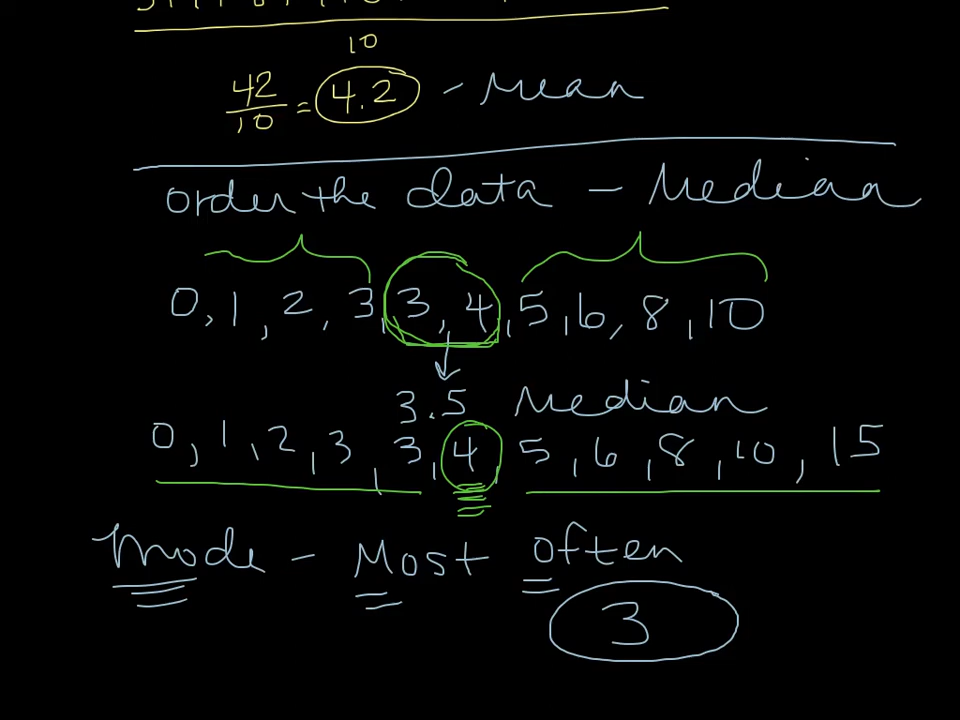 10
42/10 = 4.2 - Mean
order the data - Median
0, 1, 2, 3, 3, 4, 5, 6, 8, 10
3.5 Median
0, 1, 2, 3, 3, 4, 5, 6, 8, 10, 15
Mode - Most often
3